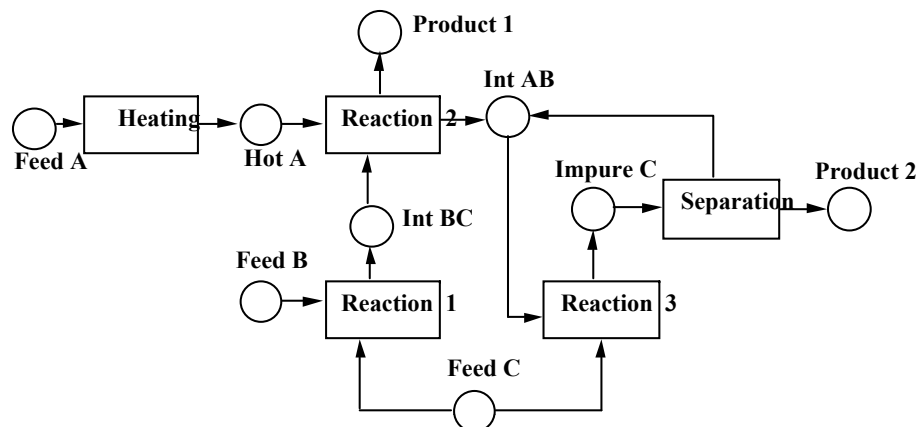 Product 1
Int AB
Heating
Reaction 2
Feed A
Hot A
Impure C
Product 2
Separation
Int BC
Feed B
Reaction 1
Reaction 3
Feed C